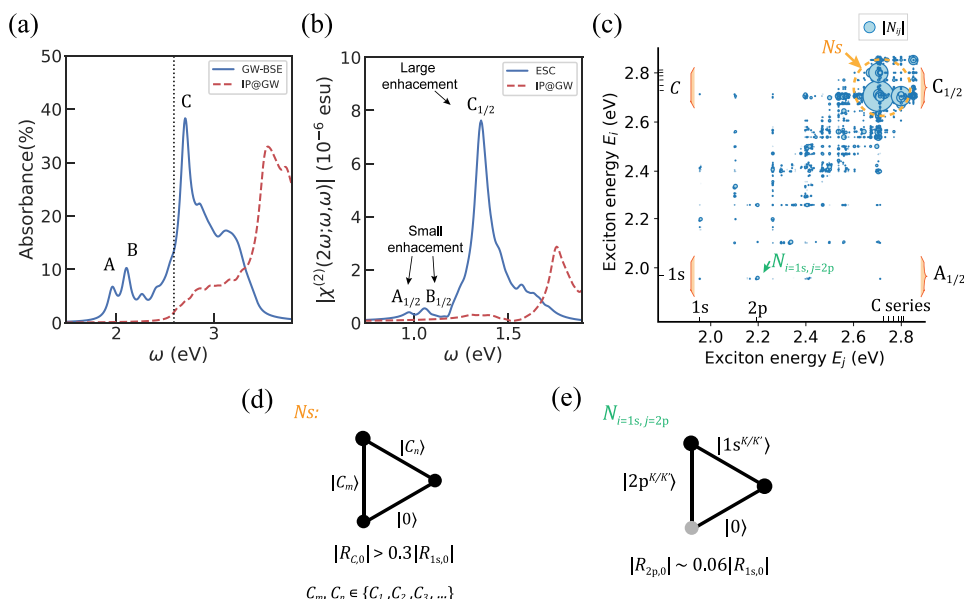 (a)
Absorbance(%)
50
40
30
20
10
0
GW-BSE
IP@GW
A
B
C
2
3
ω (eV)
(b)
|χ(2)(2ω;ω,ω)| (10-6 esu)
10
8
6
4
2
0
ESC
IP@GW
Large
enhacement
C1/2
Small
enhacement
A1/2
B1/2
1.0
1.5
ω (eV)
(c)
|Nij|
Ns
Exciton energy Ei (eV)
2.8
2.6
2.4
2.2
2.0
C
1s
C1/2
A1/2
Ni=1s, j=2p
1s
2p
C series
2.0
2.2
2.4
2.6
2.8
Exciton energy Ej (eV)
(d)
Ns:
|Cn⟩
|Cm⟩
|0⟩
|RC,0| > 0.3|R1s,0|
Cm, Cn ∈ {C1 ,C2 ,C3 ,...}
(e)
Ni=1s, j=2p
|1sK/K'⟩
|2pK/K'⟩
|0⟩
|R2p,0| ~ 0.06|R1s,0|